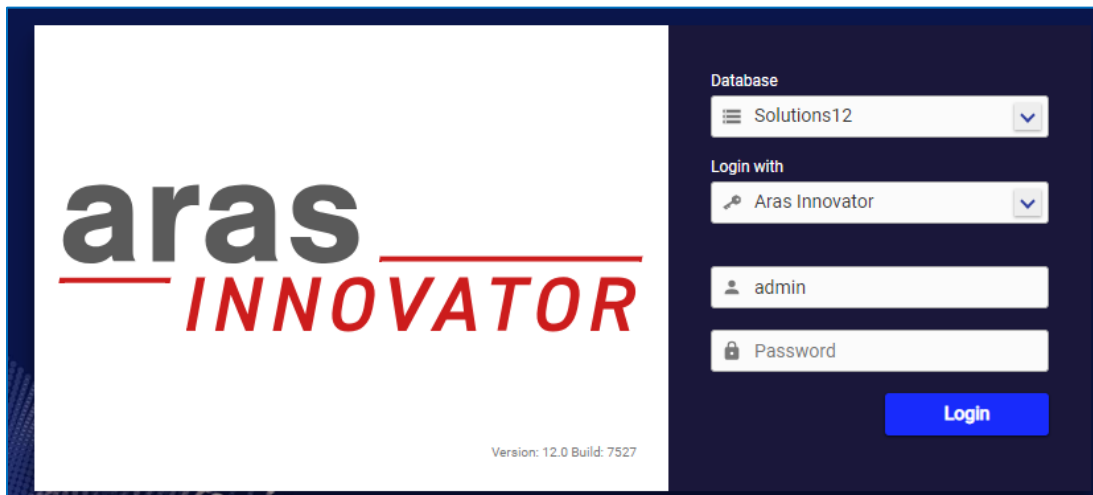 aras
INNOVATOR
Version: 12.0 Build: 7527
Database
Solutions12
Login with
Aras Innovator
admin
Password
Login